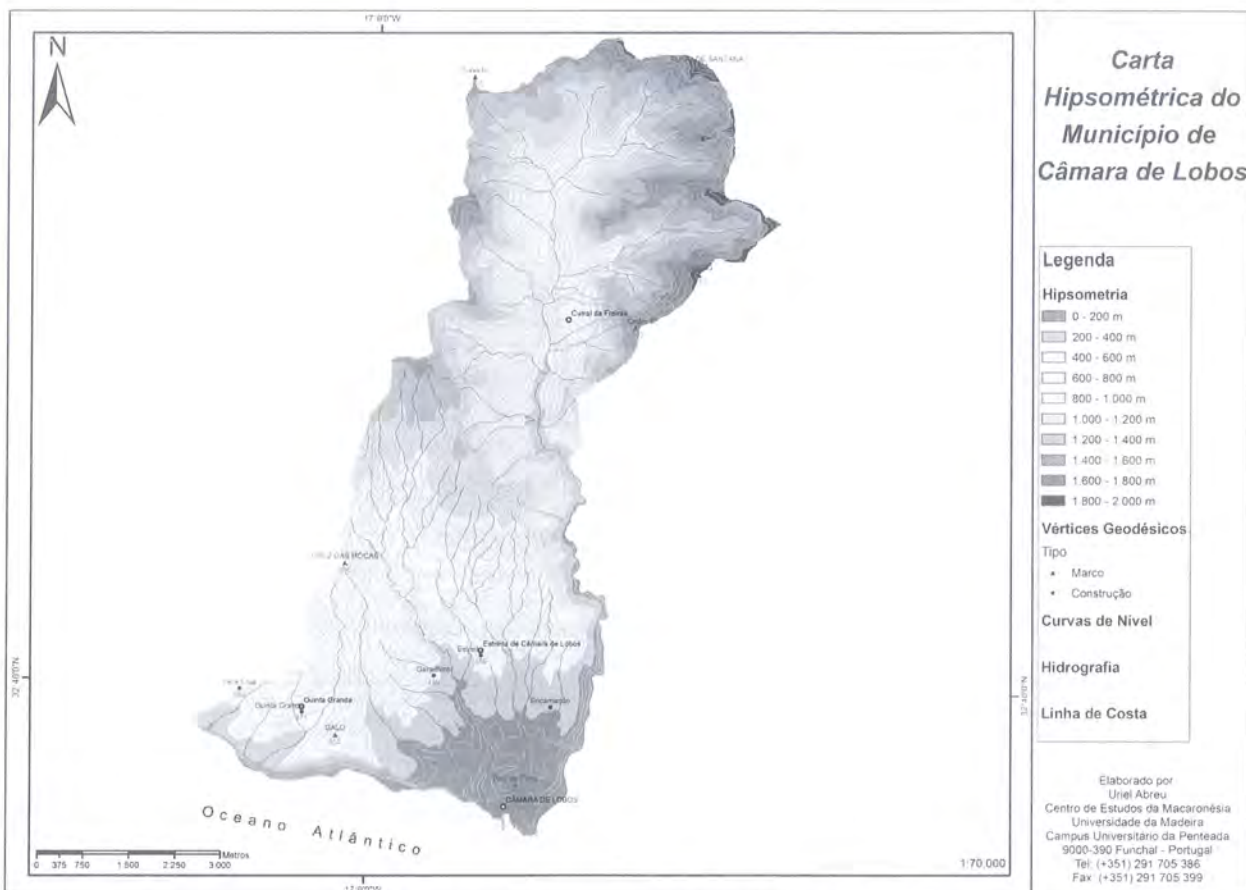 17°0'0"W
N
Carta
Hipsométrica do
Município de
Câmara de Lobos
Legenda
Hipsometria
0 - 200 m
200 - 400 m
400 - 600 m
600 - 800 m
800 - 1.000 m
1.000 - 1.200 m
1.200 - 1.400 m
1.400 - 1.600 m
1.600 - 1.800 m
1.800 - 2.000 m
Vértices Geodésicos
Tipo
Marco
Construção
Curvas de Nível
Hidrografia
Linha de Costa
Curral das Freiras
Estreito de Câmara de Lobos
Encarnação
Quinta Grande
Quinta Grande
GALO
CÂMARA DE LOBOS
32°40'0"N
32°40'0"N
Oceano Atlântico
0 375 750 1.500 2.250 3.000
Metros
1:70.000
17°0'0"W
Elaborado por
Uriel Abreu
Centro de Estudos da Macaronésia
Universidade da Madeira
Campus Universitário da Penteada
9000-390 Funchal - Portugal
Tel: (+351) 291 705 386
Fax: (+351) 291 705 399